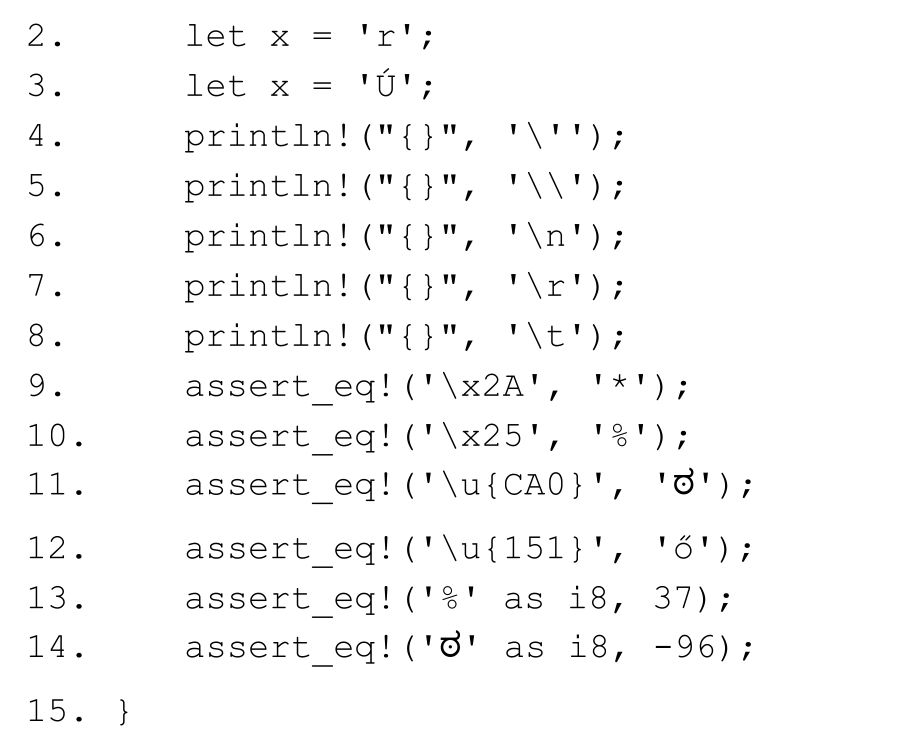 2. let x = 'r';
3. let x = 'Ú';
4. println!("{}", '\'');
5. println!("{}", '\\');
6. println!("{}", '\n');
7. println!("{}", '\r');
8. println!("{}", '\t');
9. assert_eq!('\x2A', '*');
10. assert_eq!('\x25', '%');
11. assert_eq!('\u{CA0}', 'ಠ');
12. assert_eq!('\u{151}', 'ő');
13. assert_eq!('%' as i8, 37);
14. assert_eq!('ಠ' as i8, -96);
15. }